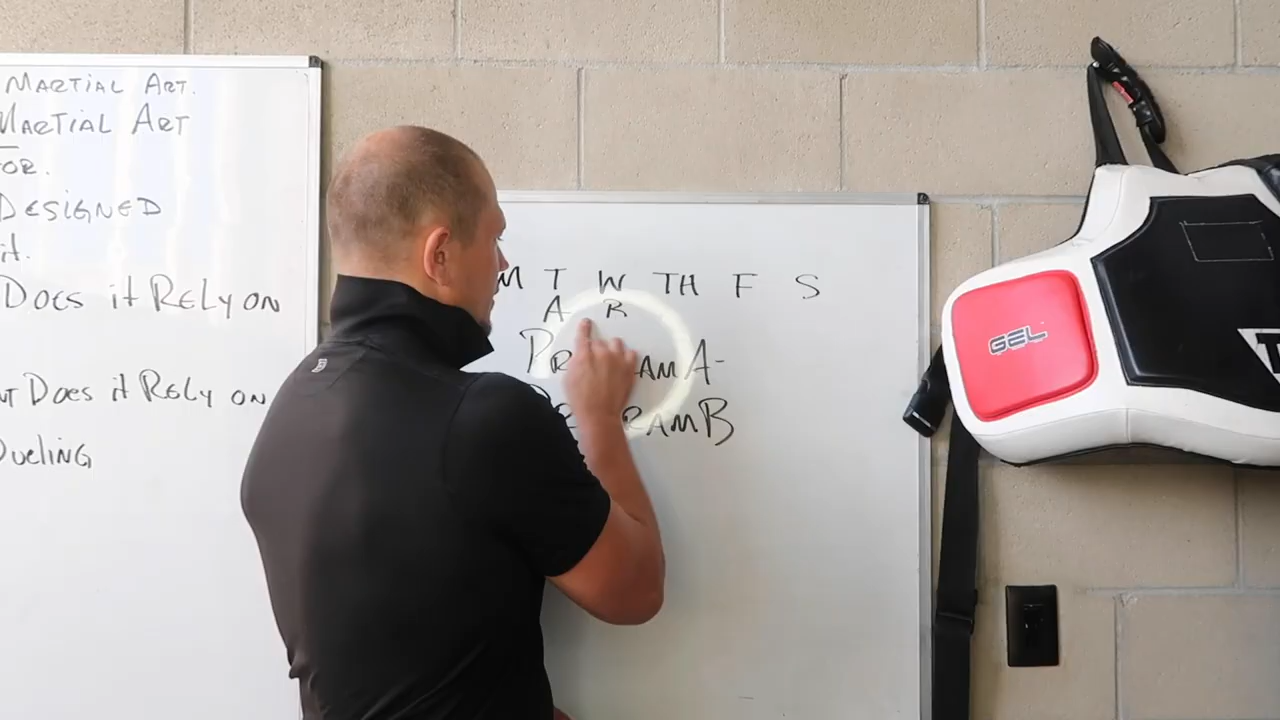 MARTIAL ART.
MARTIAL ART
FOR.
DESIGNED
it.
DOES it RELY ON
DOES it RELY ON
DUELING
M T W TH F S
A B
PROGRAM A-
PROGRAM B
GEL